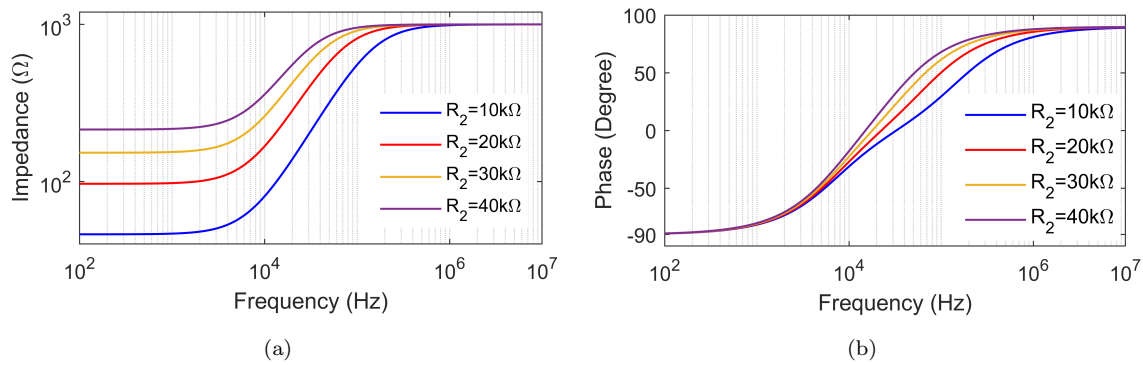 10^3
10^2
Impedance (Ω)
R_2=10kΩ
R_2=20kΩ
R_2=30kΩ
R_2=40kΩ
10^2 10^4 10^6 10^7
Frequency (Hz)
(a)
100
50
0
-50
-90
Phase (Degree)
R_2=10kΩ
R_2=20kΩ
R_2=30kΩ
R_2=40kΩ
10^2 10^4 10^6 10^7
Frequency (Hz)
(b)